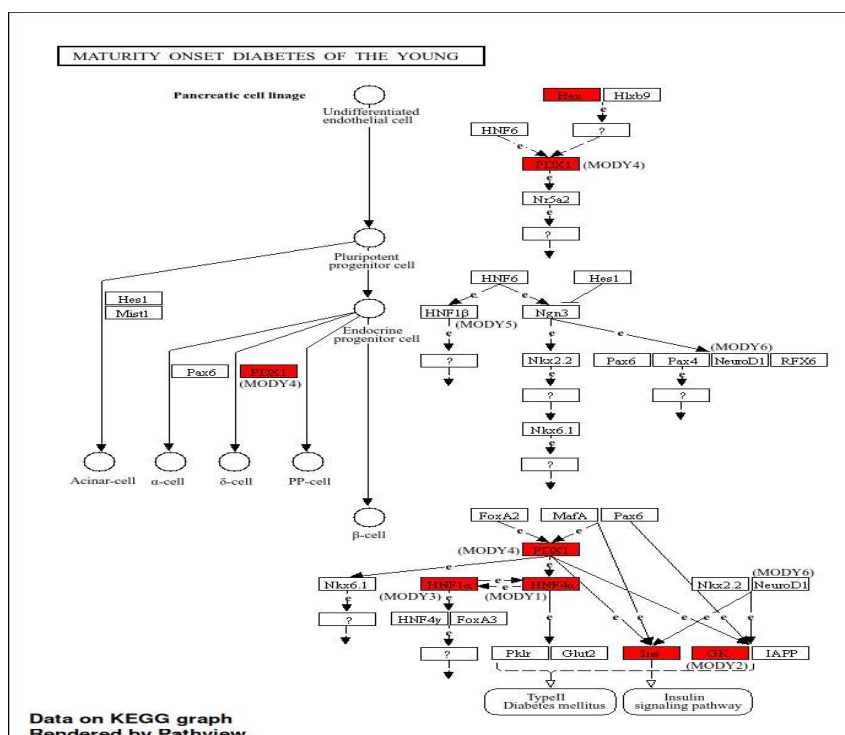 MATURITY ONSET DIABETES OF THE YOUNG
Pancreatic cell linage
Undifferentiated
endothelial cell
Hex Hlxb9
HNF6 ?
PDX1 (MODY4)
Nr5a2
?
Pluripotent
progenitor cell
Hes1
Mist1
Endocrine
progenitor cell
HNF6 Hes1
HNF1β Ngn3
(MODY5)
(MODY6)
Pax6 PDX1
(MODY4)
? Nkx2.2 Pax6 Pax4 NeuroD1 RFX6
? ?
Nkx6.1
?
Acinar-cell α-cell δ-cell PP-cell
β-cell
FoxA2 MafA Pax6
(MODY4) PDX1
Nkx6.1 HNF1α HNF4α Nkx2.2 NeuroD1 (MODY6)
(MODY3) (MODY1)
? HNF4γ FoxA3
? Pklr Glut2 Ins GK IAPP
(MODY2)
TypeII
Diabetes mellitus
Insulin
signaling pathway
e e e e e e e e e e e e e e e e e e e e e e e e
Data on KEGG graph
Rendered by Pathview